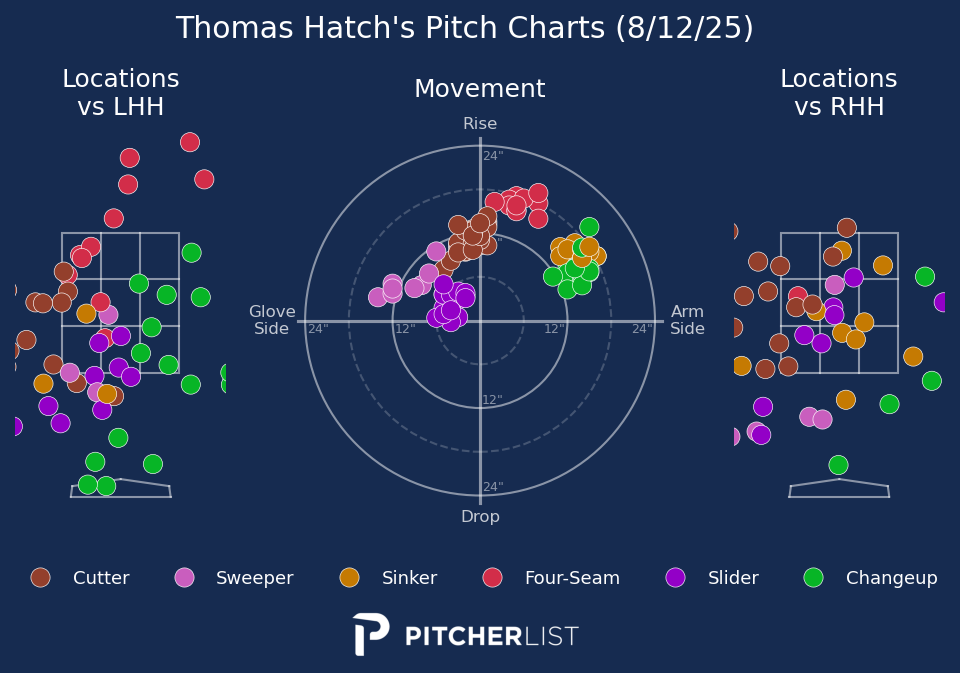 Thomas Hatch's Pitch Charts (8/12/25)
Locations
vs LHH
Movement
Locations
vs RHH
Rise
24"
Glove
Side
24"
12"
12"
24"
Arm
Side
12"
24"
Drop
Cutter
Sweeper
Sinker
Four-Seam
Slider
Changeup
PITCHERLIST